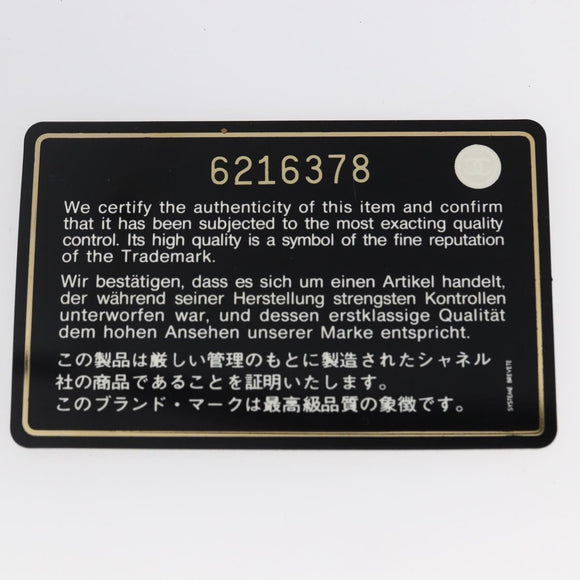 6216378
We certify the authenticity of this item and confirm
that it has been subjected to the most exacting quality
control. Its high quality is a symbol of the fine reputation
of the Trademark.
Wir bestätigen, dass es sich um einen Artikel handelt,
der während seiner Herstellung strengsten Kontrollen
unterworfen war, und dessen erstklassige Qualität
dem hohen Ansehen unserer Marke entspricht.
この製品は厳しい管理のもとに製造されたシャネル
社の商品であることを証明いたします。
このブランド・マークは最高級品質の象徴です。
SYSTEME BREVETE